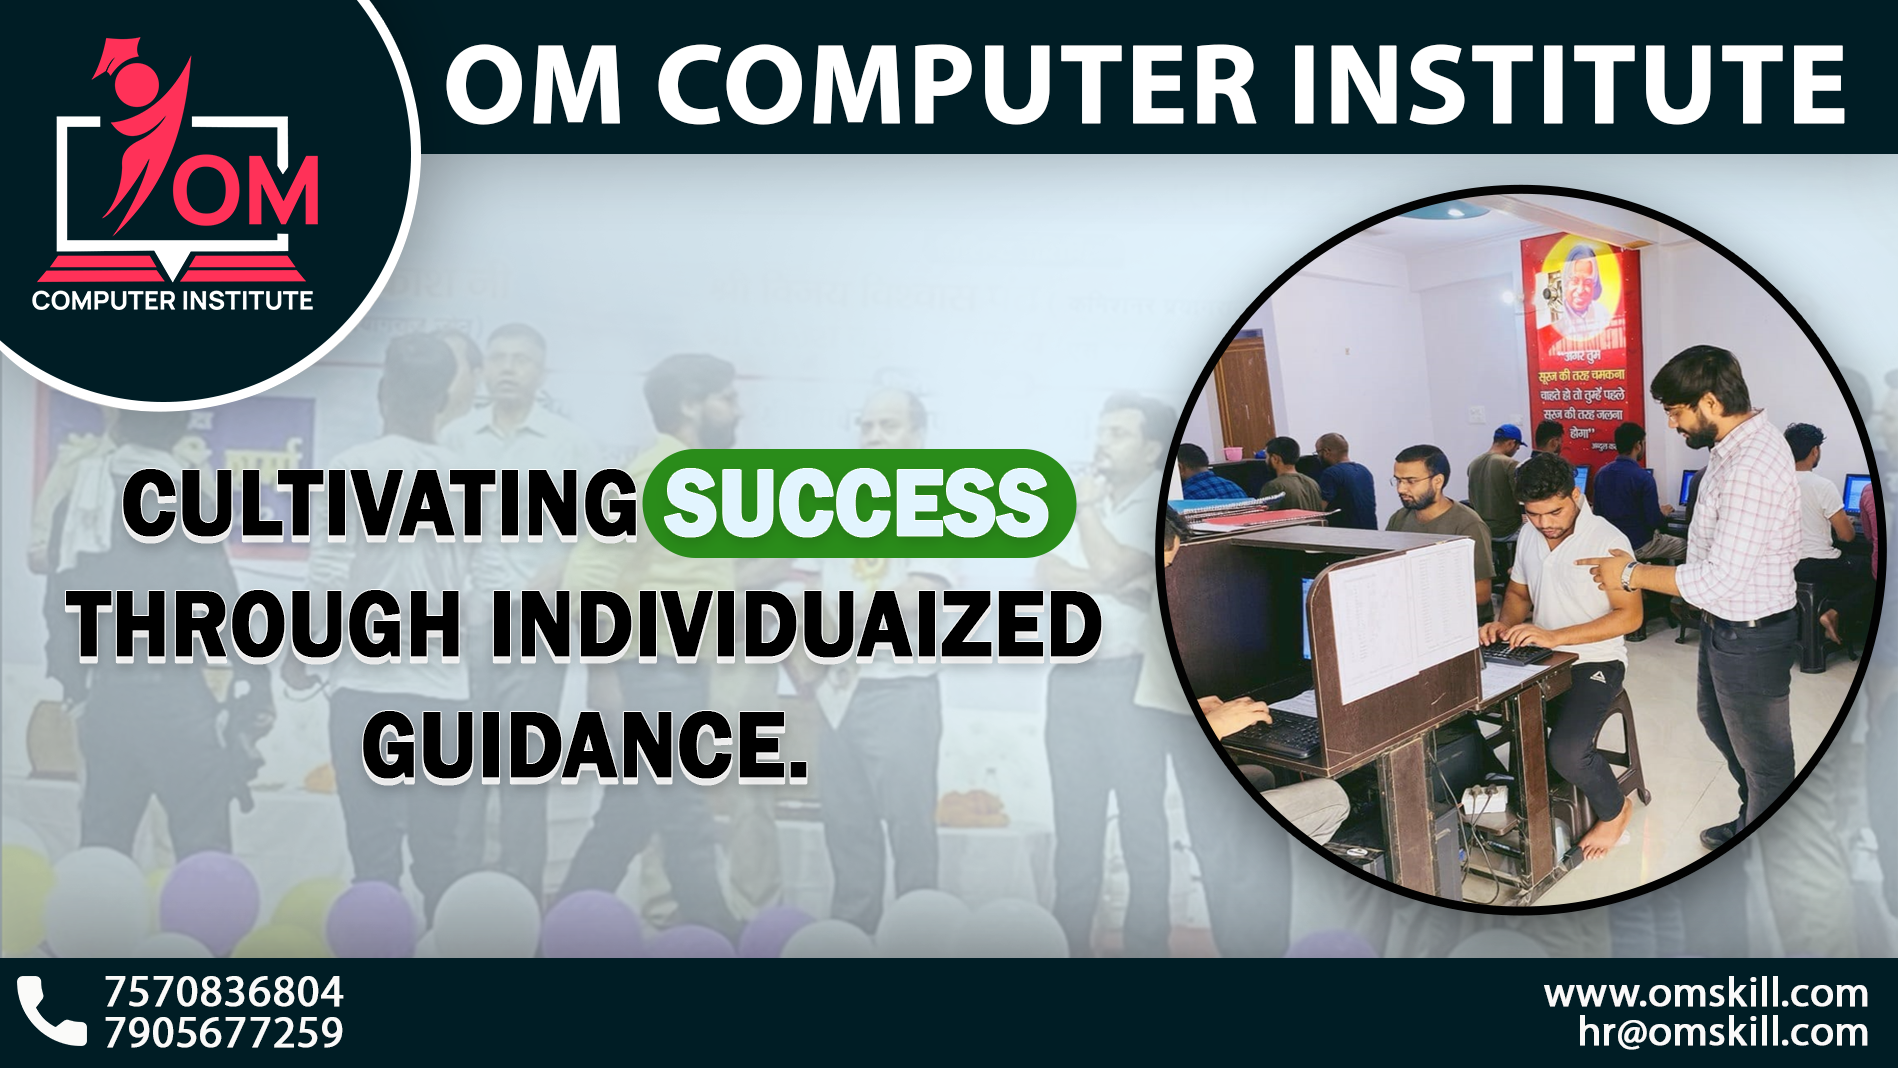 OM COMPUTER INSTITUTE
OM
COMPUTER INSTITUTE
"अगर तुम
सूरज की तरह चमकना
चाहते हो तो तुम्हें पहले
सूरज की तरह जलना
होगा"
CULTIVATING SUCCESS
THROUGH INDIVIDUAIZED
GUIDANCE.
7570836804
7905677259
www.omskill.com
hr@omskill.com